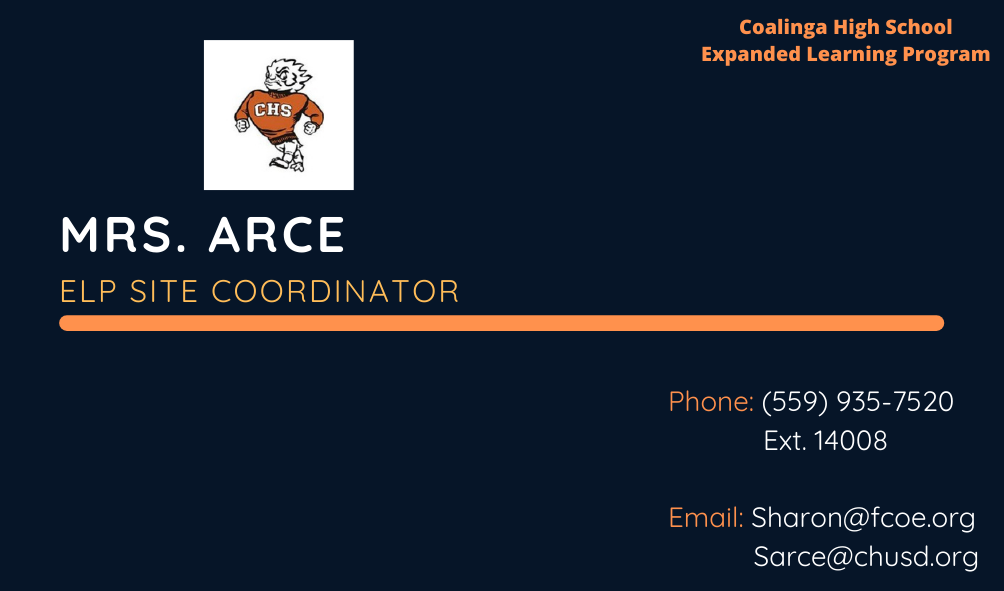 Coalinga High School
Expanded Learning Program
CHS
MRS. ARCE
ELP SITE COORDINATOR
Phone: (559) 935-7520
Ext. 14008
Email: Sharon@fcoe.org
Sarce@chusd.org